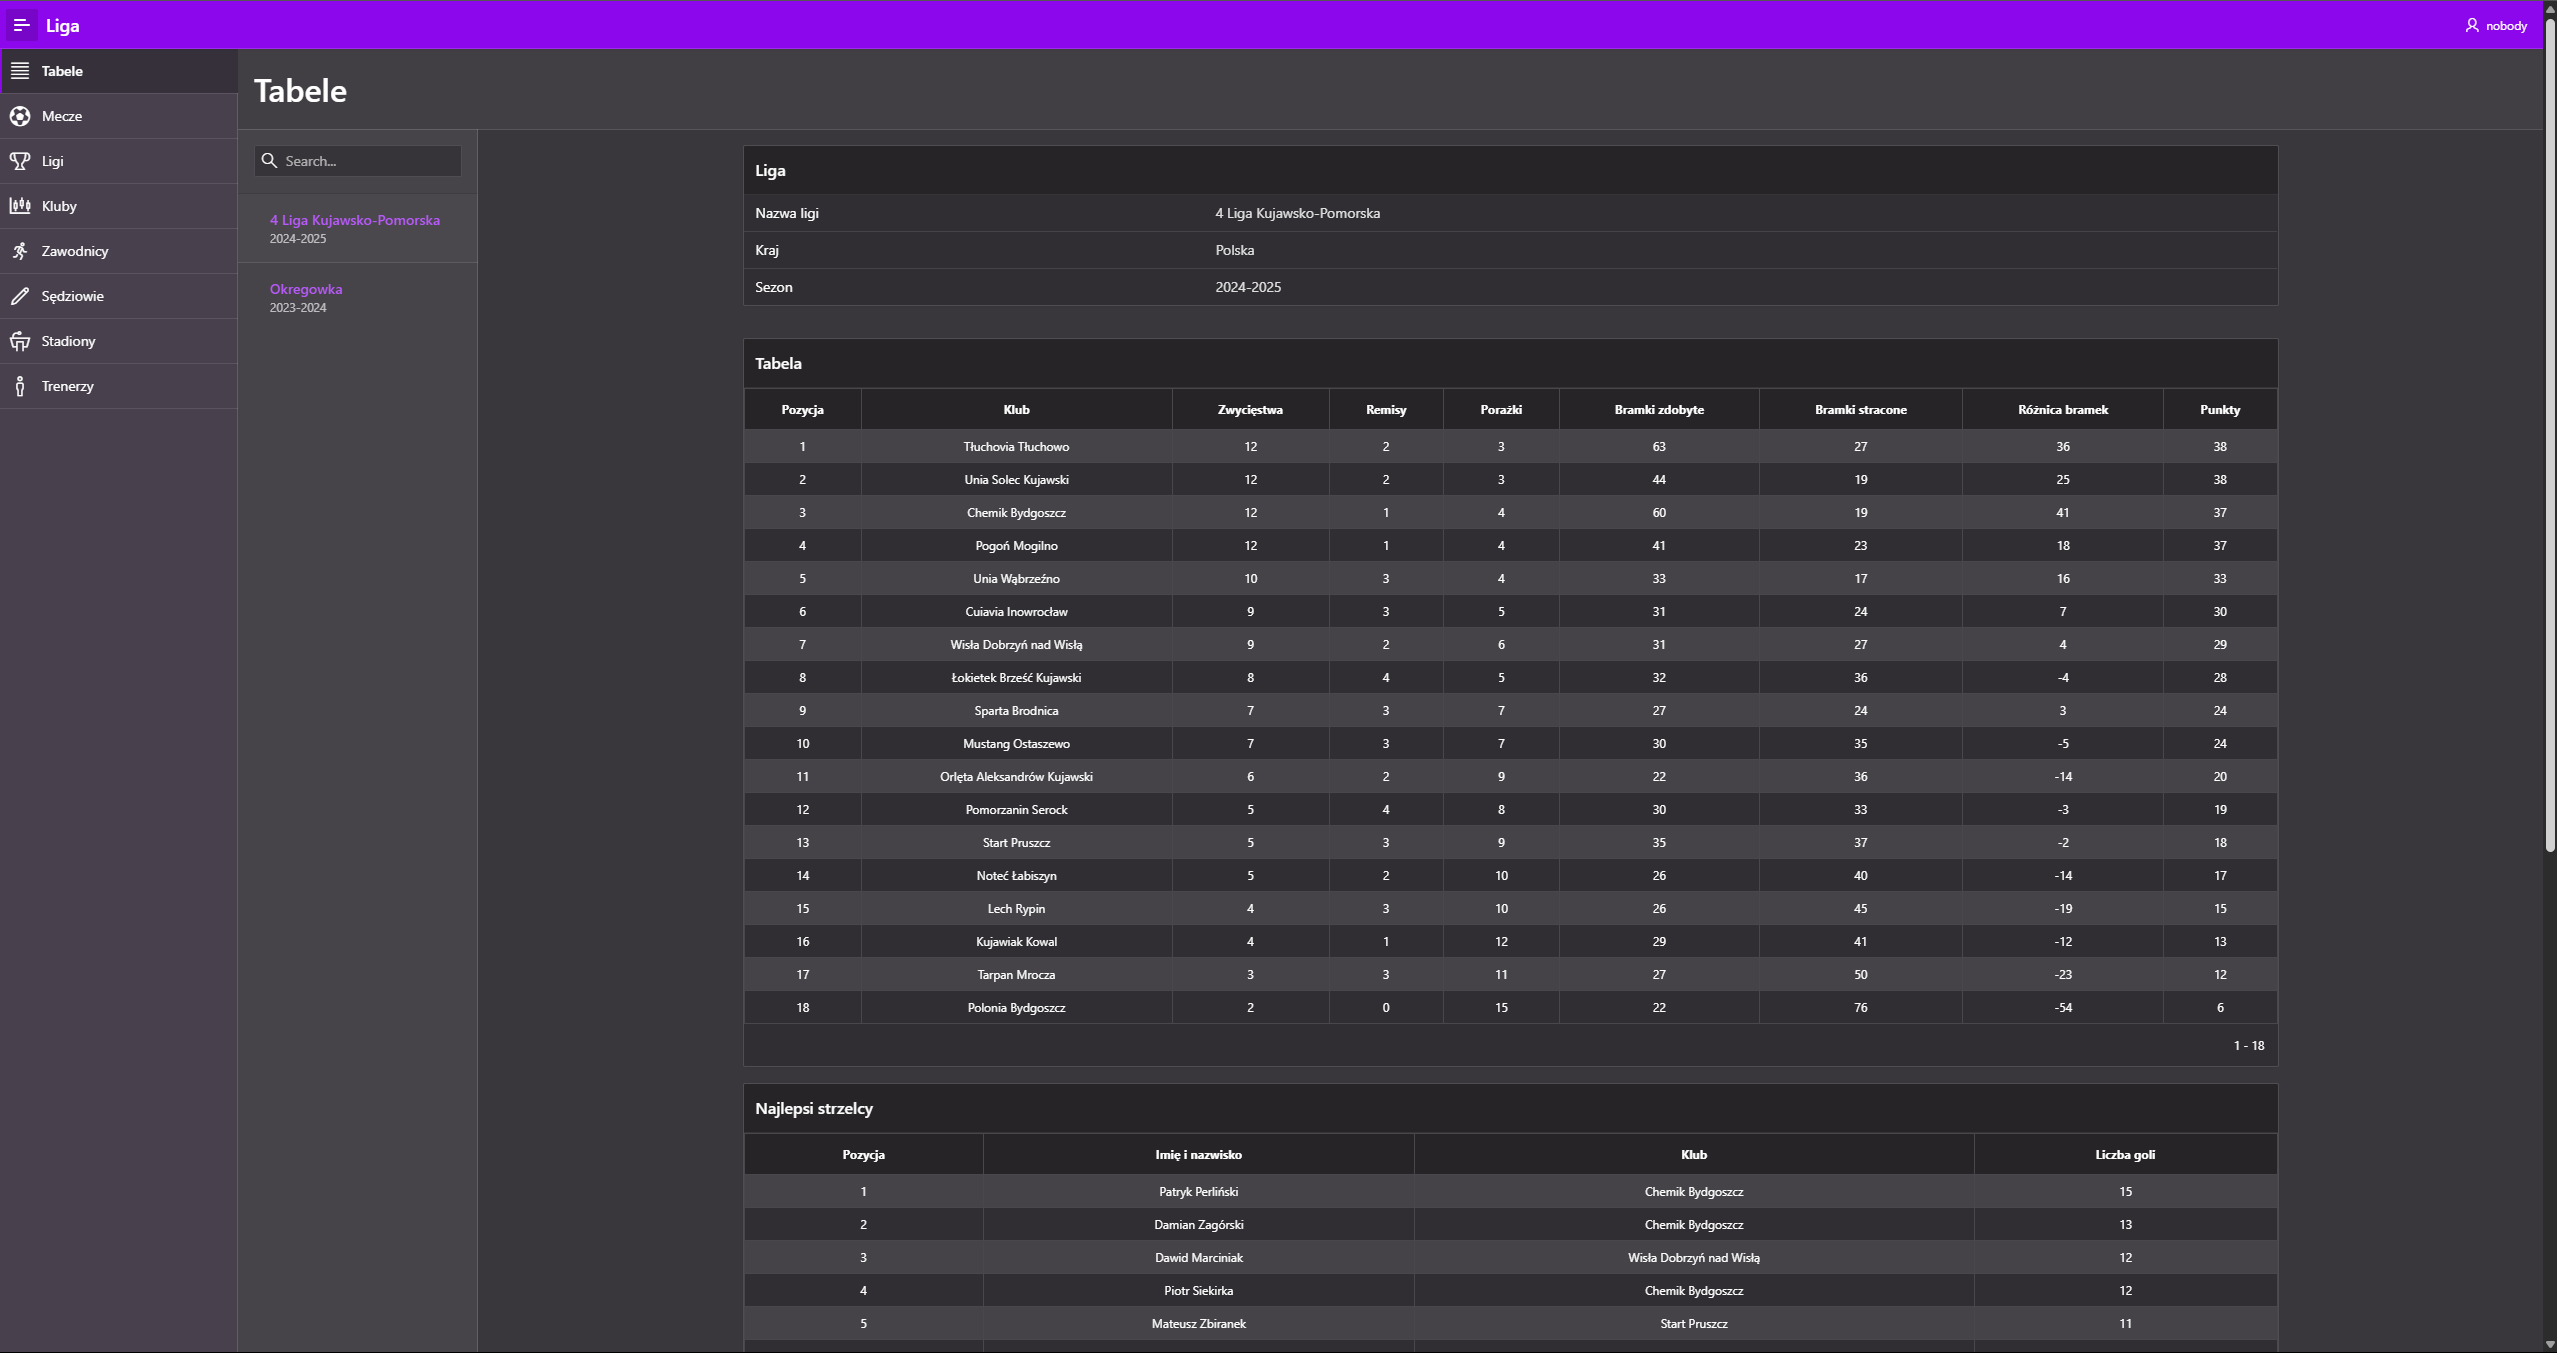 Liga
nobody
Tabele
Mecze
Ligi
Kluby
Zawodnicy
Sędziowie
Stadiony
Trenerzy
Tabele
Search...
4 Liga Kujawsko-Pomorska
2024-2025
Okregowka
2023-2024
Liga
Nazwa ligi 4 Liga Kujawsko-Pomorska
Kraj Polska
Sezon 2024-2025
Tabela
Pozycja Klub Zwycięstwa Remisy Porażki Bramki zdobyte Bramki stracone Różnica bramek Punkty
1 Tłuchovia Tłuchowo 12 2 3 63 27 36 38
2 Unia Solec Kujawski 12 2 3 44 19 25 38
3 Chemik Bydgoszcz 12 1 4 60 19 41 37
4 Pogoń Mogilno 12 1 4 41 23 18 37
5 Unia Wąbrzeźno 10 3 4 33 17 16 33
6 Cuiavia Inowrocław 9 3 5 31 24 7 30
7 Wisła Dobrzyń nad Wisłą 9 2 6 31 27 4 29
8 Łokietek Brześć Kujawski 8 4 5 32 36 -4 28
9 Sparta Brodnica 7 3 7 27 24 3 24
10 Mustang Ostaszewo 7 3 7 30 35 -5 24
11 Orlęta Aleksandrów Kujawski 6 2 9 22 36 -14 20
12 Pomorzanin Serock 5 4 8 30 33 -3 19
13 Start Pruszcz 5 3 9 35 37 -2 18
14 Noteć Łabiszyn 5 2 10 26 40 -14 17
15 Lech Rypin 4 3 10 26 45 -19 15
16 Kujawiak Kowal 4 1 12 29 41 -12 13
17 Tarpan Mrocza 3 3 11 27 50 -23 12
18 Polonia Bydgoszcz 2 0 15 22 76 -54 6
1 - 18
Najlepsi strzelcy
Pozycja Imię i nazwisko Klub Liczba goli
1 Patryk Perliński Chemik Bydgoszcz 15
2 Damian Zagórski Chemik Bydgoszcz 13
3 Dawid Marciniak Wisła Dobrzyń nad Wisłą 12
4 Piotr Siekirka Chemik Bydgoszcz 12
5 Mateusz Zbiranek Start Pruszcz 11